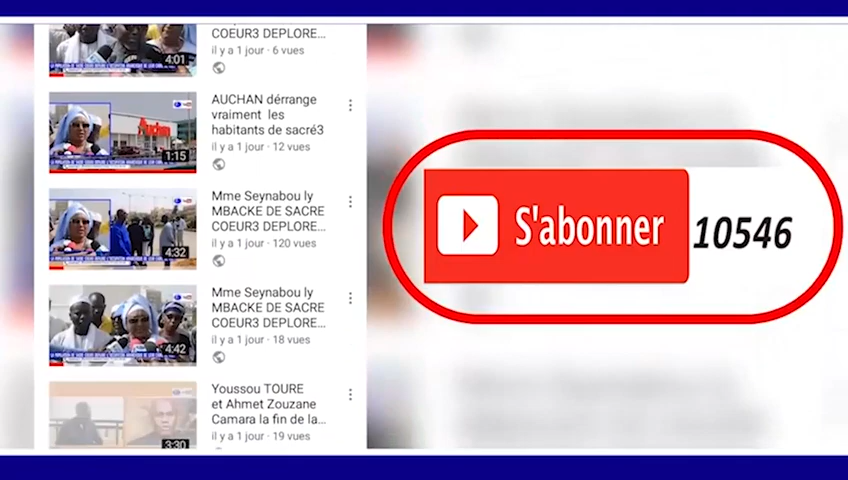 COEUR3 DEPLORE...
il y a 1 jour · 6 vues
4:01
AUCHAN dérrange
vraiment les
habitants de sacré3
il y a 1 jour · 12 vues
Auchan
1:15
Mme Seynabou ly
MBACKE DE SACRE
COEUR3 DEPLORE...
il y a 1 jour · 120 vues
4:32
Mme Seynabou ly
MBACKE DE SACRE
COEUR3 DEPLORE...
il y a 1 jour · 18 vues
4:42
Youssou TOURE
et Ahmet Zouzane
Camara la fin de la...
il y a 1 jour · 19 vues
3:30
S'abonner
10546